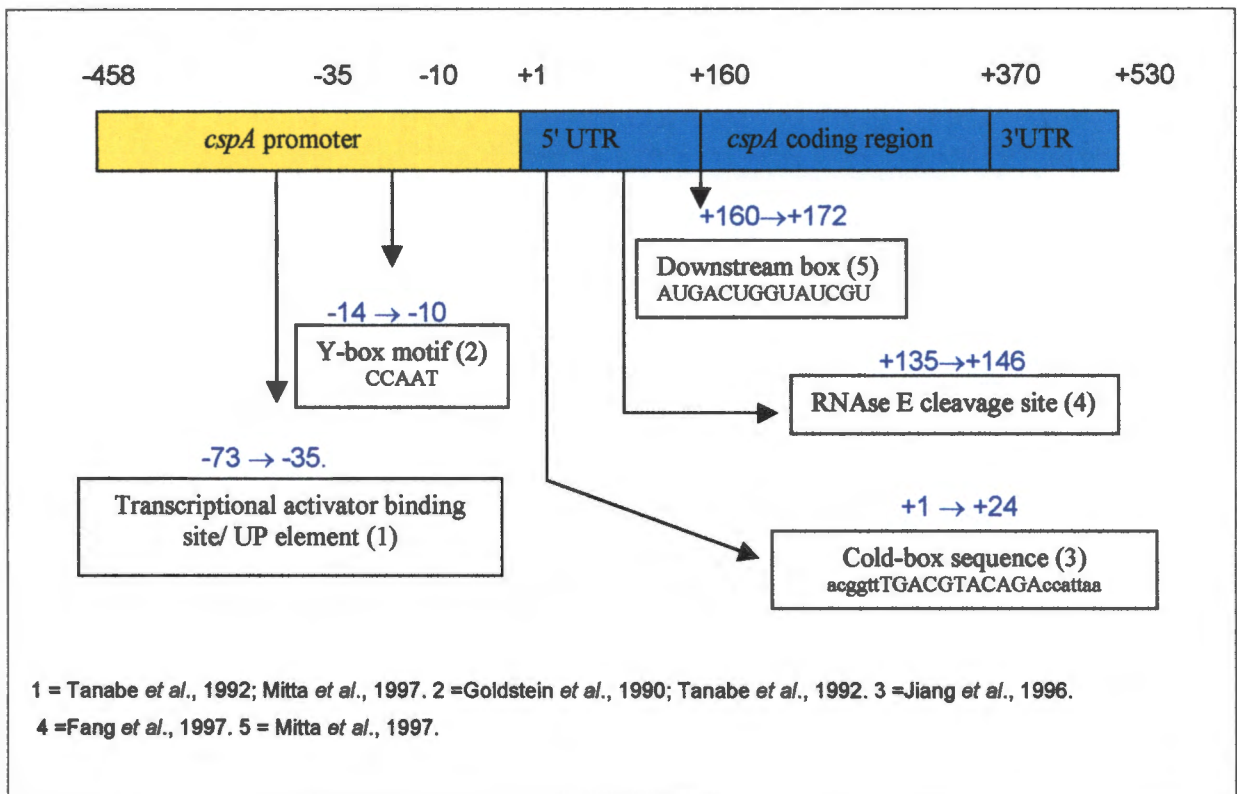 -458 -35 -10 +1 +160 +370 +530
cspA promoter 5' UTR cspA coding region 3'UTR
+160→+172
Downstream box (5)
AUGACUGGUAUCGU
-14 → -10
Y-box motif (2)
CCAAT
+135→+146
RNAse E cleavage site (4)
-73 → -35.
Transcriptional activator binding
site/ UP element (1)
+1 → +24
Cold-box sequence (3)
acggttTGACGTACAGAccattaa
1 = Tanabe et al., 1992; Mitta et al., 1997. 2 =Goldstein et al., 1990; Tanabe et al., 1992. 3 =Jiang et al., 1996.
4 =Fang et al., 1997. 5 = Mitta et al., 1997.